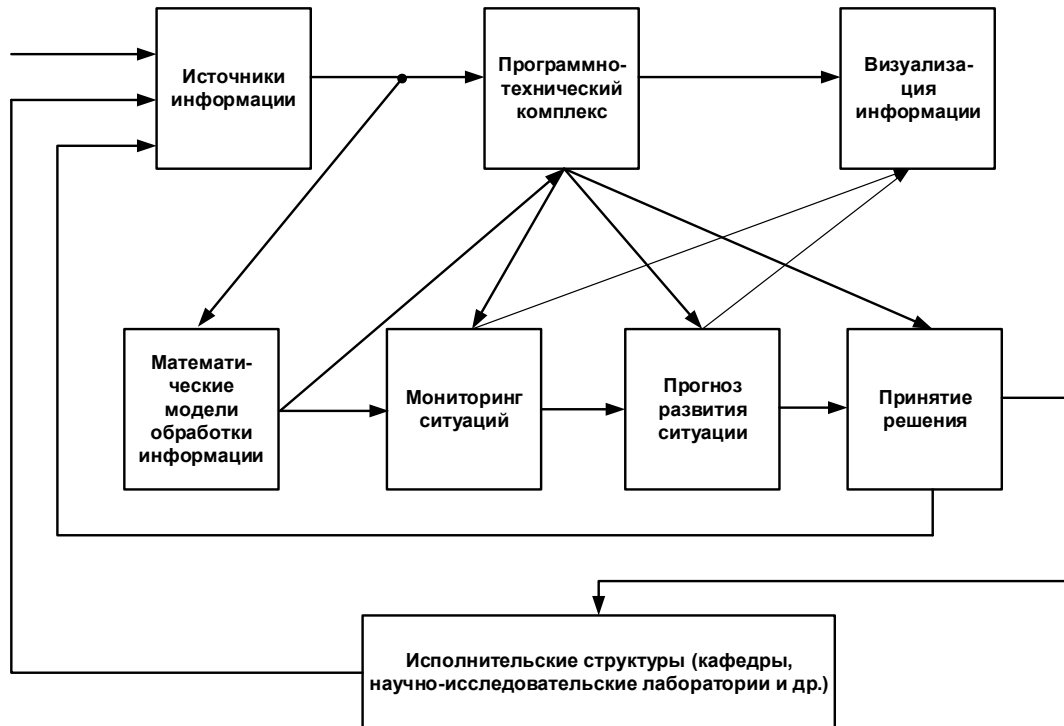 Источники
информации
Программно-
технический
комплекс
Визуализа-
ция
информации
Математи-
ческие
модели
обработки
информации
Мониторинг
ситуаций
Прогноз
развития
ситуации
Принятие
решения
Исполнительские структуры (кафедры,
научно-исследовательские лаборатории и др.)